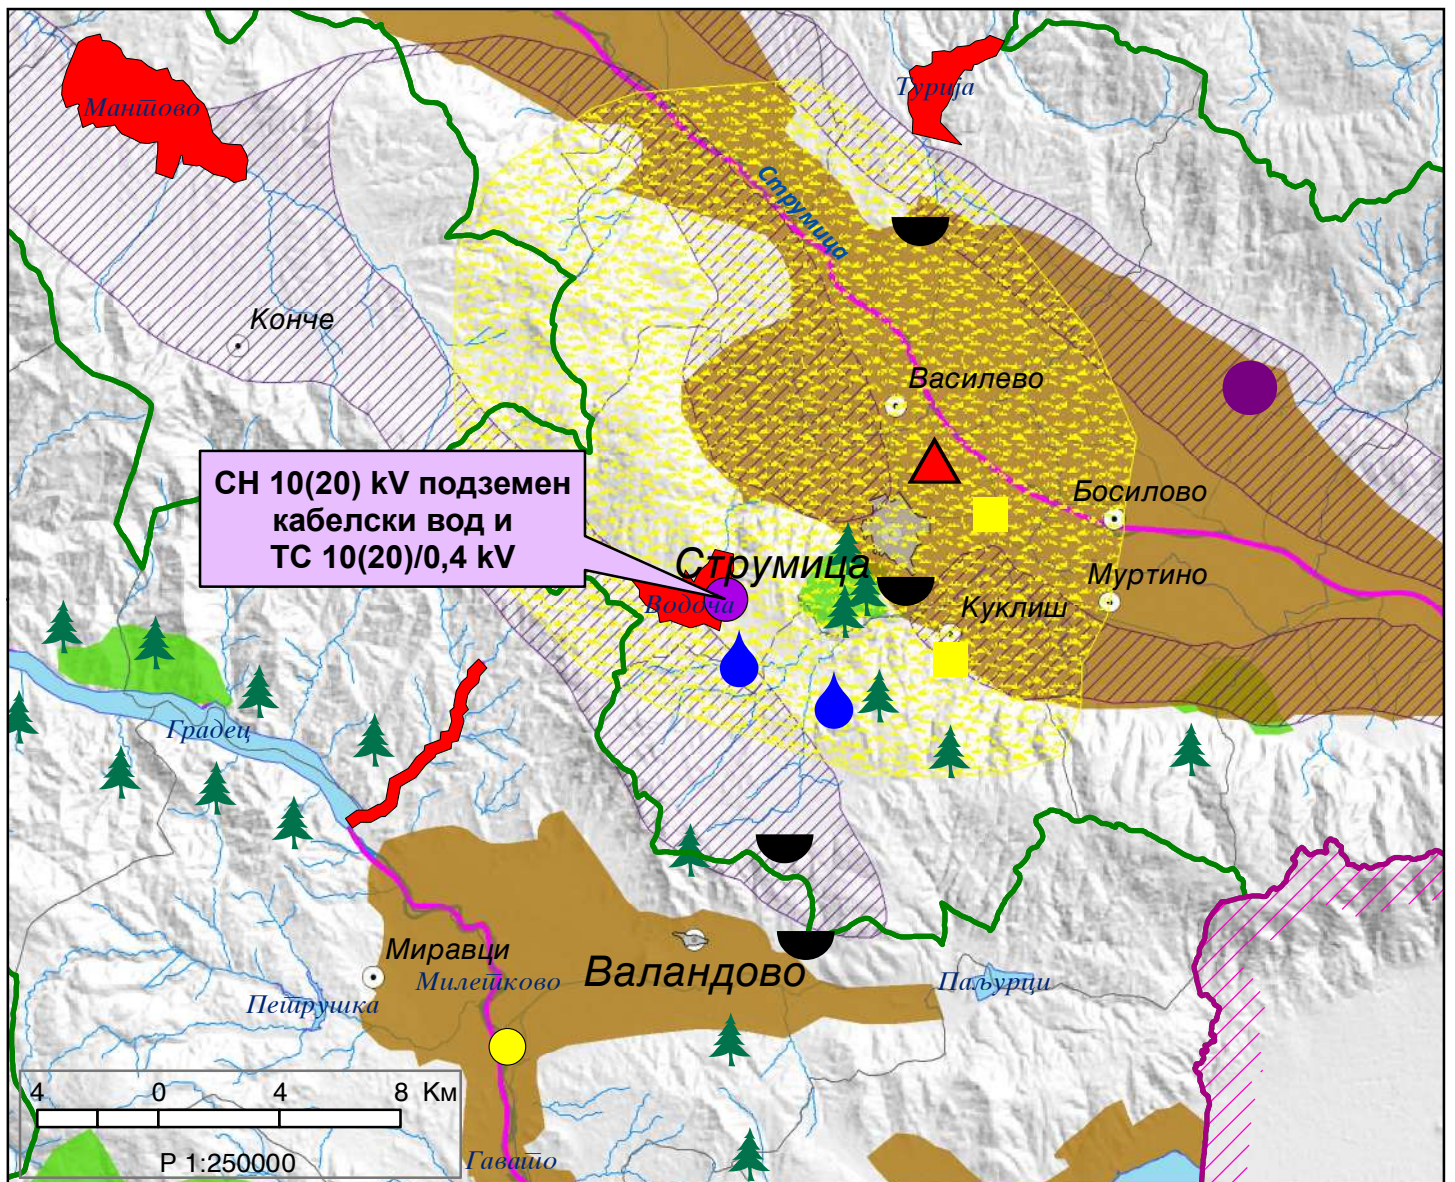 Мантово
Турија
Струмица
Конче
Василево
СН 10(20) kV подземен
кабелски вод и
ТС 10(20)/0,4 kV
Босилово
Струмица
Муртино
Водоча
Куклиш
Градец
Миравци
Милетково
Валандово
Паљурци
Петрушка
4 0 4 8 Км
Р 1:250000
Гавато